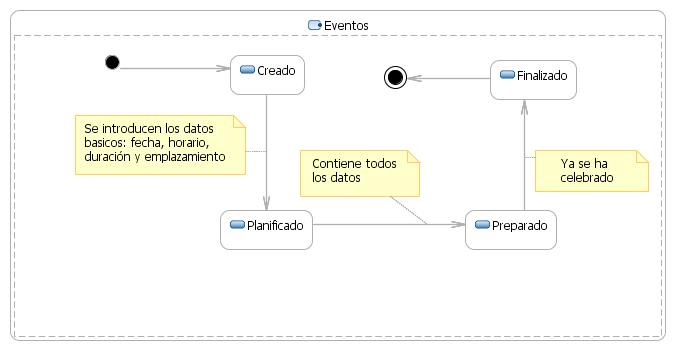 Eventos
Creado
Finalizado
Se introducen los datos
basicos: fecha, horario,
duración y emplazamiento
Contiene todos
los datos
Ya se ha
celebrado
Planificado
Preparado